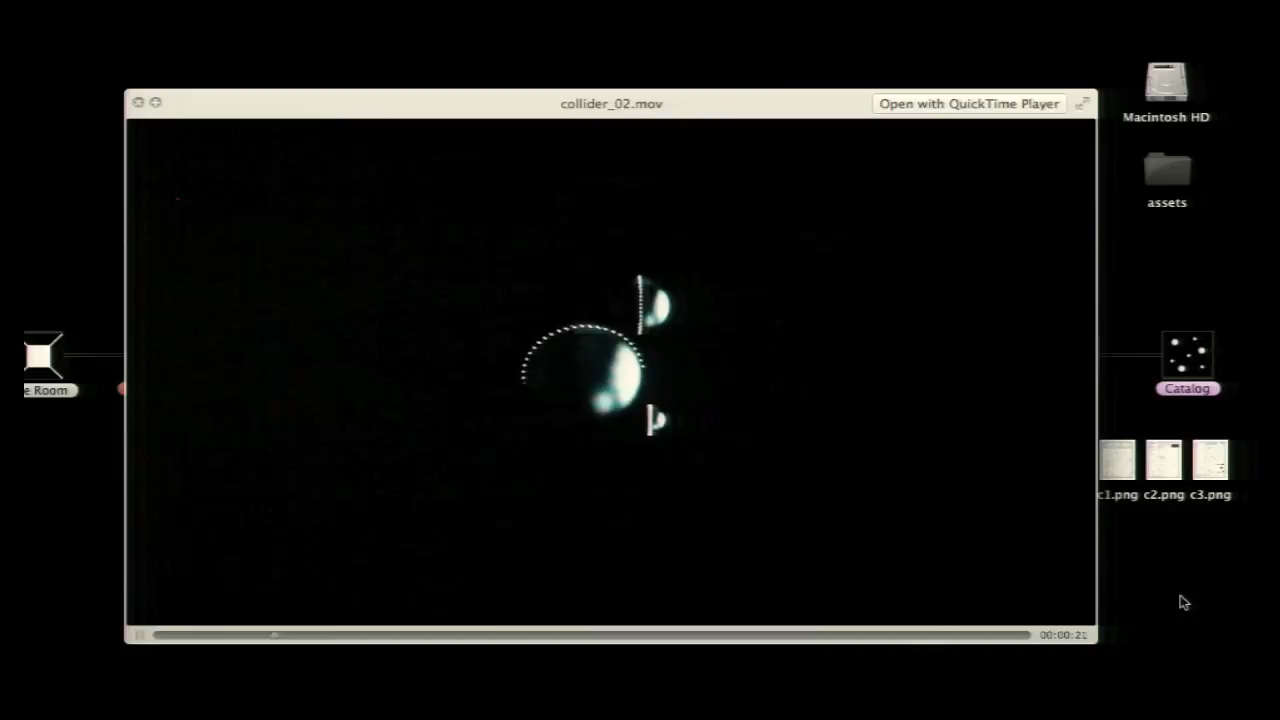 collider_02.mov
Open with QuickTime Player
Macintosh HD
assets
e Room
Catalog
c1.png
c2.png
c3.png
00:00:21